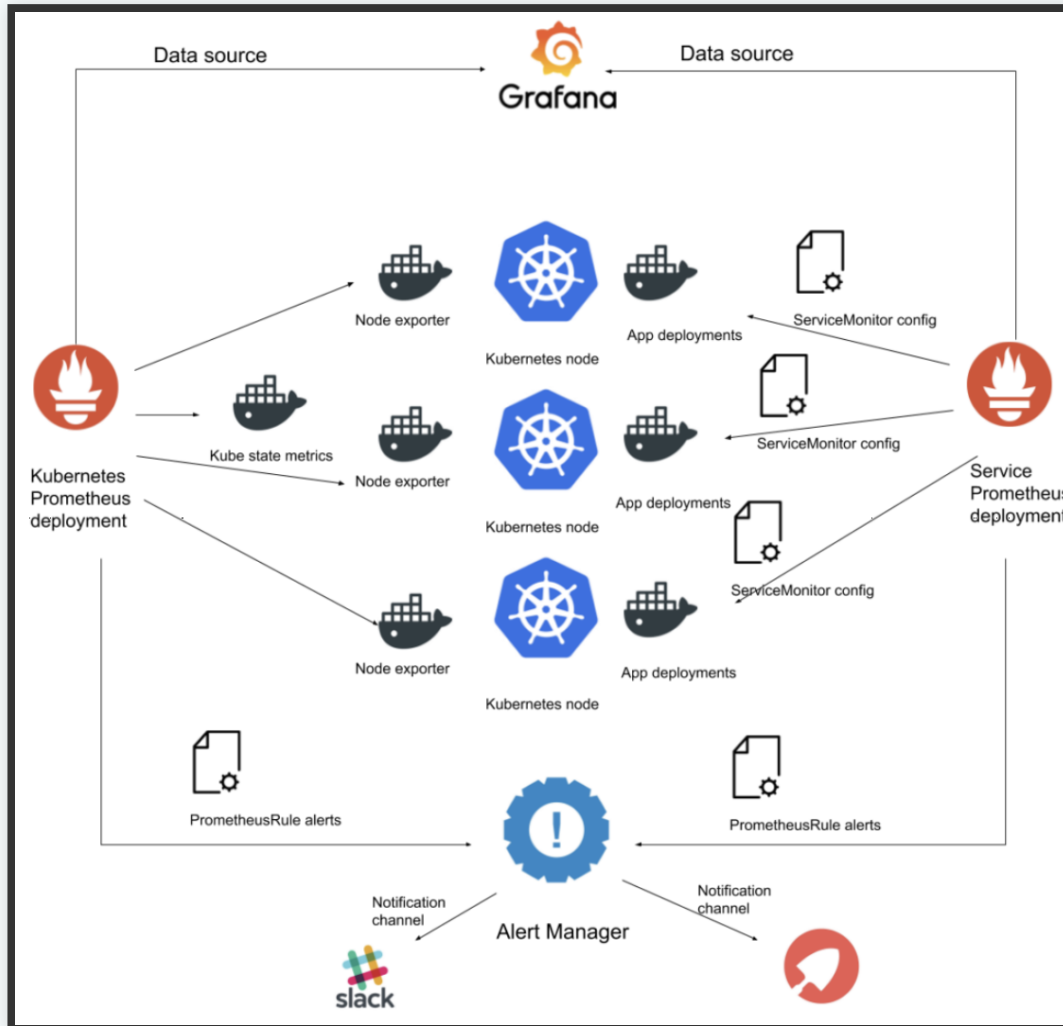 Data source
Data source
Grafana
Node exporter
Kubernetes node
App deployments
ServiceMonitor config
Kube state metrics
Node exporter
Kubernetes node
App deployments
ServiceMonitor config
Kubernetes
Prometheus
deployment
Service
Prometheus
deployment
Node exporter
Kubernetes node
App deployments
ServiceMonitor config
PrometheusRule alerts
PrometheusRule alerts
Notification
channel
Notification
channel
Alert Manager
slack